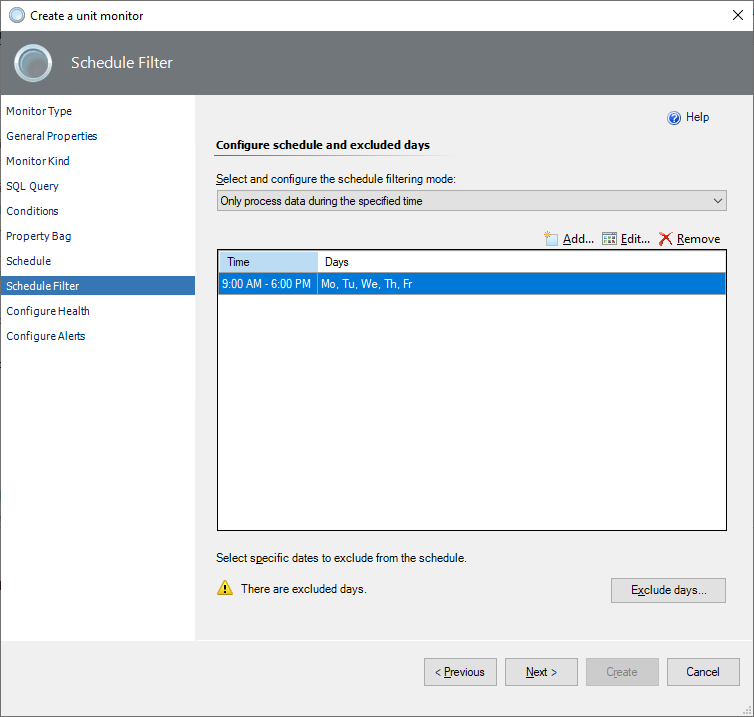 Create a unit monitor
Schedule Filter
Monitor Type
General Properties
Monitor Kind
SQL Query
Conditions
Property Bag
Schedule
Schedule Filter
Configure Health
Configure Alerts
Help
Configure schedule and excluded days
Select and configure the schedule filtering mode:
Only process data during the specified time
Add... Edit... Remove
Time Days
9:00 AM - 6:00 PM Mo, Tu, We, Th, Fr
Select specific dates to exclude from the schedule.
There are excluded days. Exclude days...
< Previous Next > Create Cancel